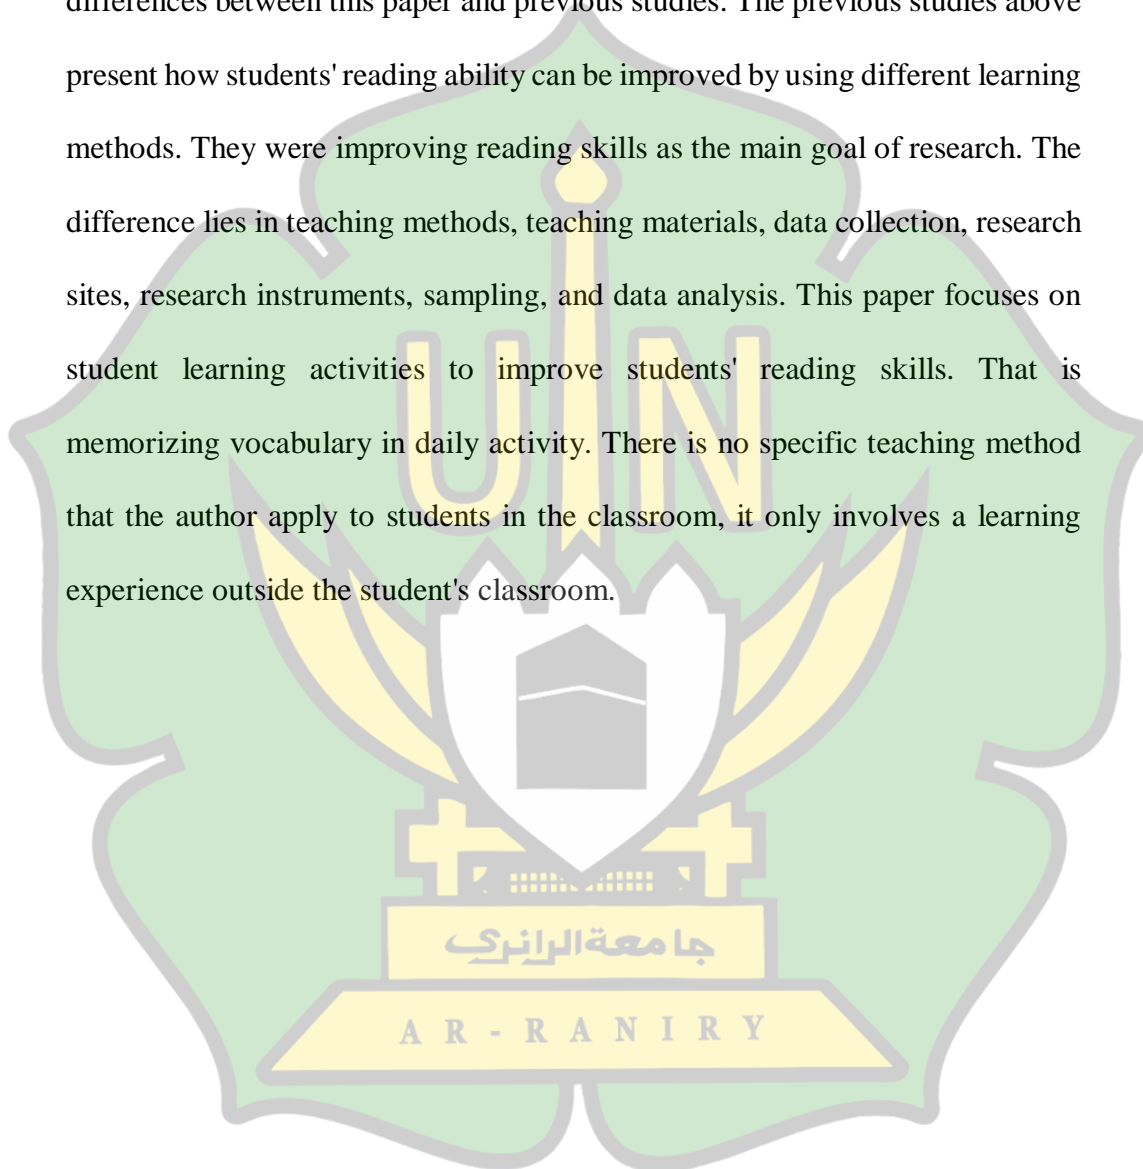 differences between this paper and previous studies. The previous studies above
present how students' reading ability can be improved by using different learning
methods. They were improving reading skills as the main goal of research. The
difference lies in teaching methods, teaching materials, data collection, research
sites, research instruments, sampling, and data analysis. This paper focuses on
student learning activities to improve students' reading skills. That is
memorizing vocabulary in daily activity. There is no specific teaching method
that the author apply to students in the classroom, it only involves a learning
experience outside the student's classroom.
UIN
جامعة الرانري
AR-RANIRY